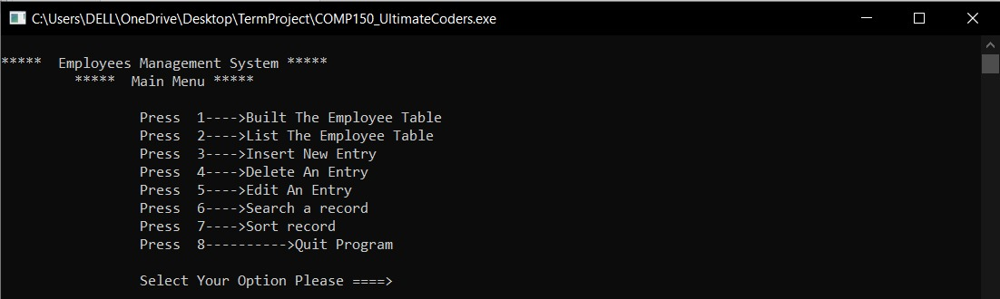 C:\Users\DELL\OneDrive\Desktop\TermProject\COMP150_UltimateCoders.exe
*****  Employees Management System *****
*****  Main Menu *****
Press  1---->Built The Employee Table
Press  2---->List The Employee Table
Press  3---->Insert New Entry
Press  4---->Delete An Entry
Press  5---->Edit An Entry
Press  6---->Search a record
Press  7---->Sort record
Press  8---------->Quit Program
Select Your Option Please ====>